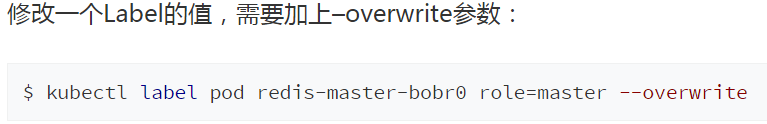 修改一个Label的值，需要加上–overwrite参数：
$ kubectl label pod redis-master-bobr0 role=master --overwrite